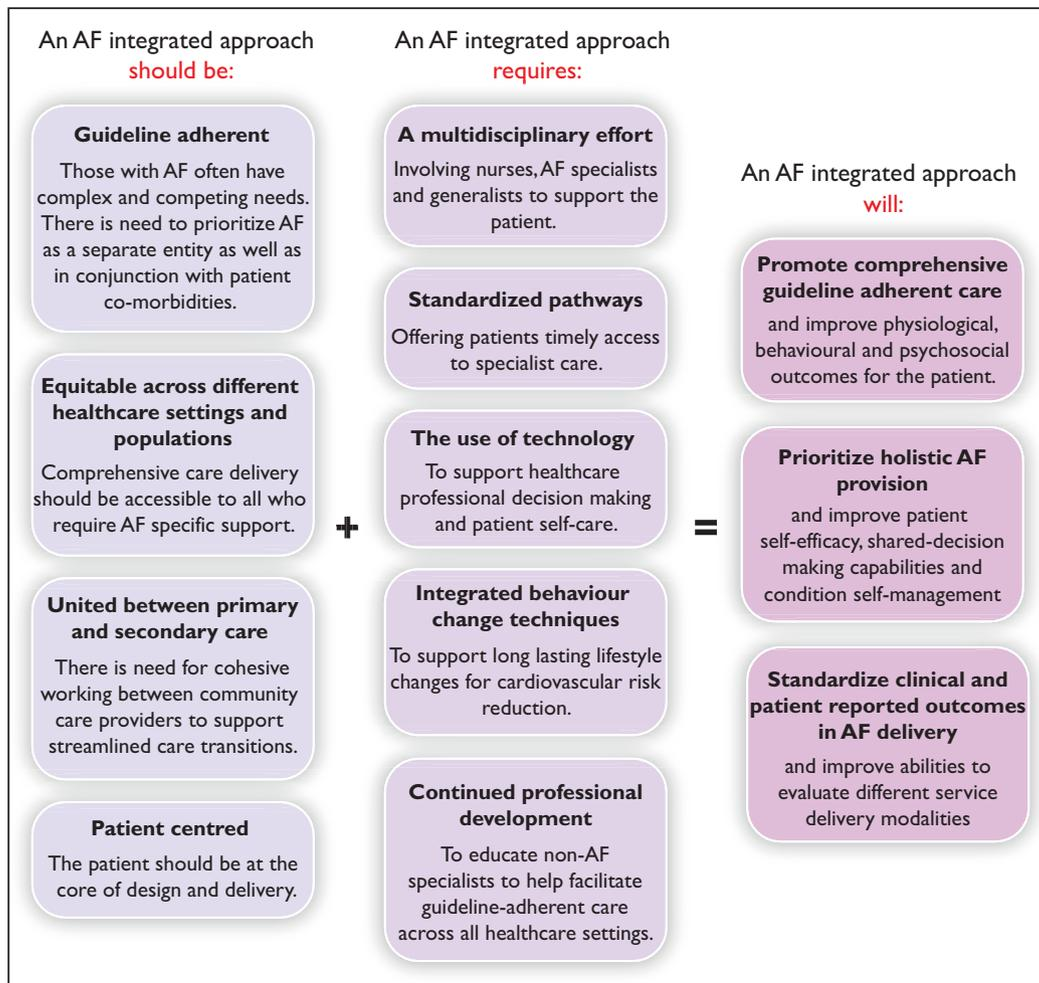 An AF integrated approach
should be:
Guideline adherent
Those with AF often have
complex and competing needs.
There is need to prioritize AF
as a separate entity as well as
in conjunction with patient
co-morbidities.
Equitable across different
healthcare settings and
populations
Comprehensive care delivery
should be accessible to all who
require AF specific support.
United between primary
and secondary care
There is need for cohesive
working between community
care providers to support
streamlined care transitions.
Patient centred
The patient should be at the
core of design and delivery.
+
An AF integrated approach
requires:
A multidisciplinary effort
Involving nurses, AF specialists
and generalists to support the
patient.
Standardized pathways
Offering patients timely access
to specialist care.
The use of technology
To support healthcare
professional decision making
and patient self-care.
Integrated behaviour
change techniques
To support long lasting lifestyle
changes for cardiovascular risk
reduction.
Continued professional
development
To educate non-AF
specialists to help facilitate
guideline-adherent care
across all healthcare settings.
=
An AF integrated approach
will:
Promote comprehensive
guideline adherent care
and improve physiological,
behavioural and psychosocial
outcomes for the patient.
Prioritize holistic AF
provision
and improve patient
self-efficacy, shared-decision
making capabilities and
condition self-management
Standardize clinical and
patient reported outcomes
in AF delivery
and improve abilities to
evaluate different service
delivery modalities